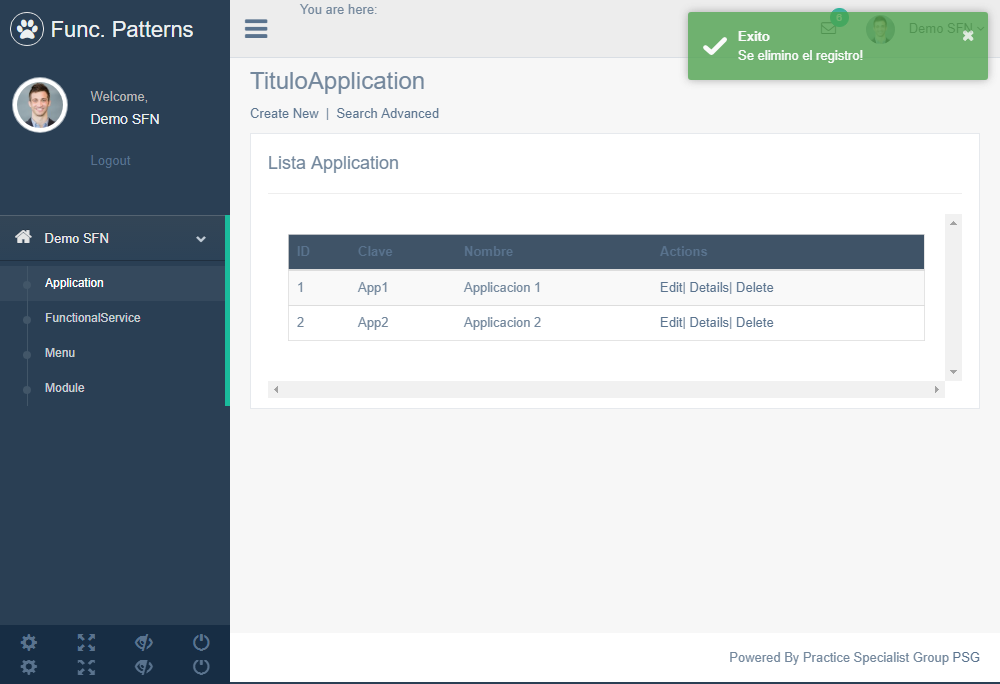 Func. Patterns
Welcome,
Demo SFN
Logout
Demo SFN
Application
FunctionalService
Menu
Module
You are here:
6
Demo SFN
Exito
Se elimino el registro!
TituloApplication
Create New | Search Advanced
Lista Application
ID Clave Nombre Actions
1 App1 Applicacion 1 Edit| Details| Delete
2 App2 Applicacion 2 Edit| Details| Delete
Powered By Practice Specialist Group PSG